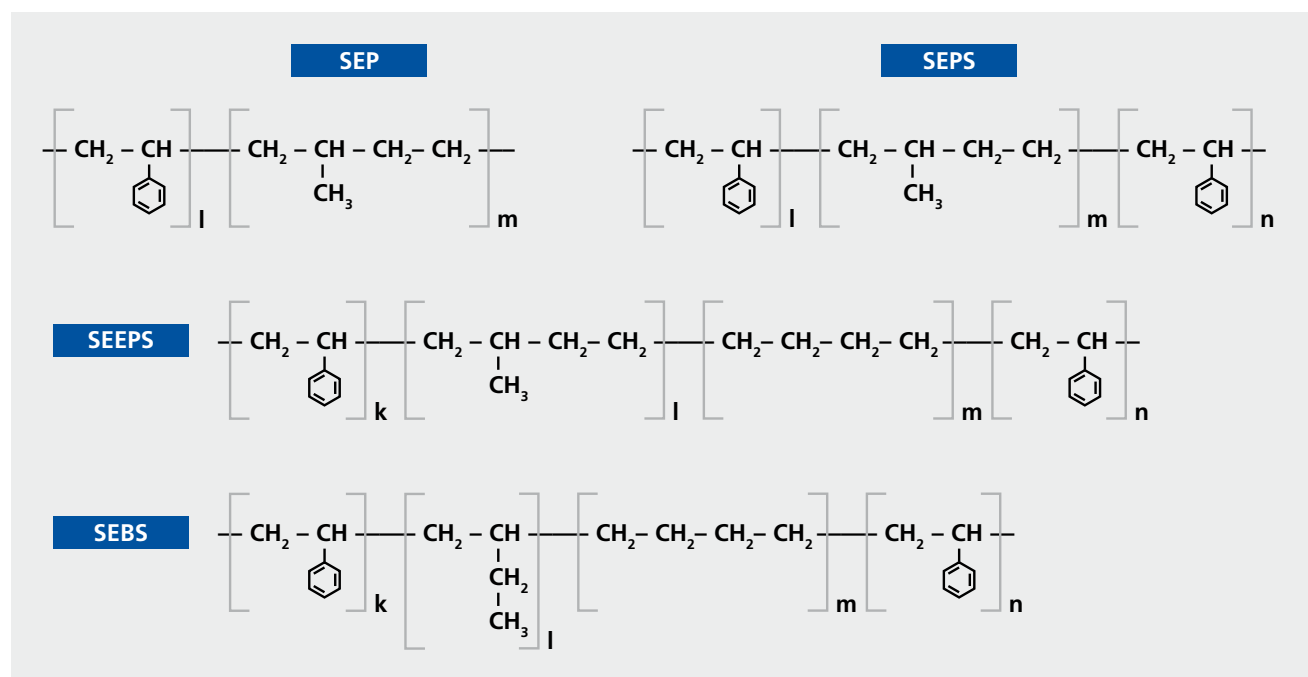 SEP
CH₂ – CH — CH₂ – CH – CH₂– CH₂
CH₃
l
m
SEPS
CH₂ – CH — CH₂ – CH – CH₂– CH₂ — CH₂ – CH
CH₃
l
m
n
SEEPS
CH₂ – CH — CH₂ – CH – CH₂– CH₂ — CH₂– CH₂– CH₂– CH₂ — CH₂ – CH
CH₃
k
l
m
n
SEBS
CH₂ – CH — CH₂ – CH — CH₂– CH₂– CH₂– CH₂ — CH₂ – CH
CH₂
CH₃
k
l
m
n